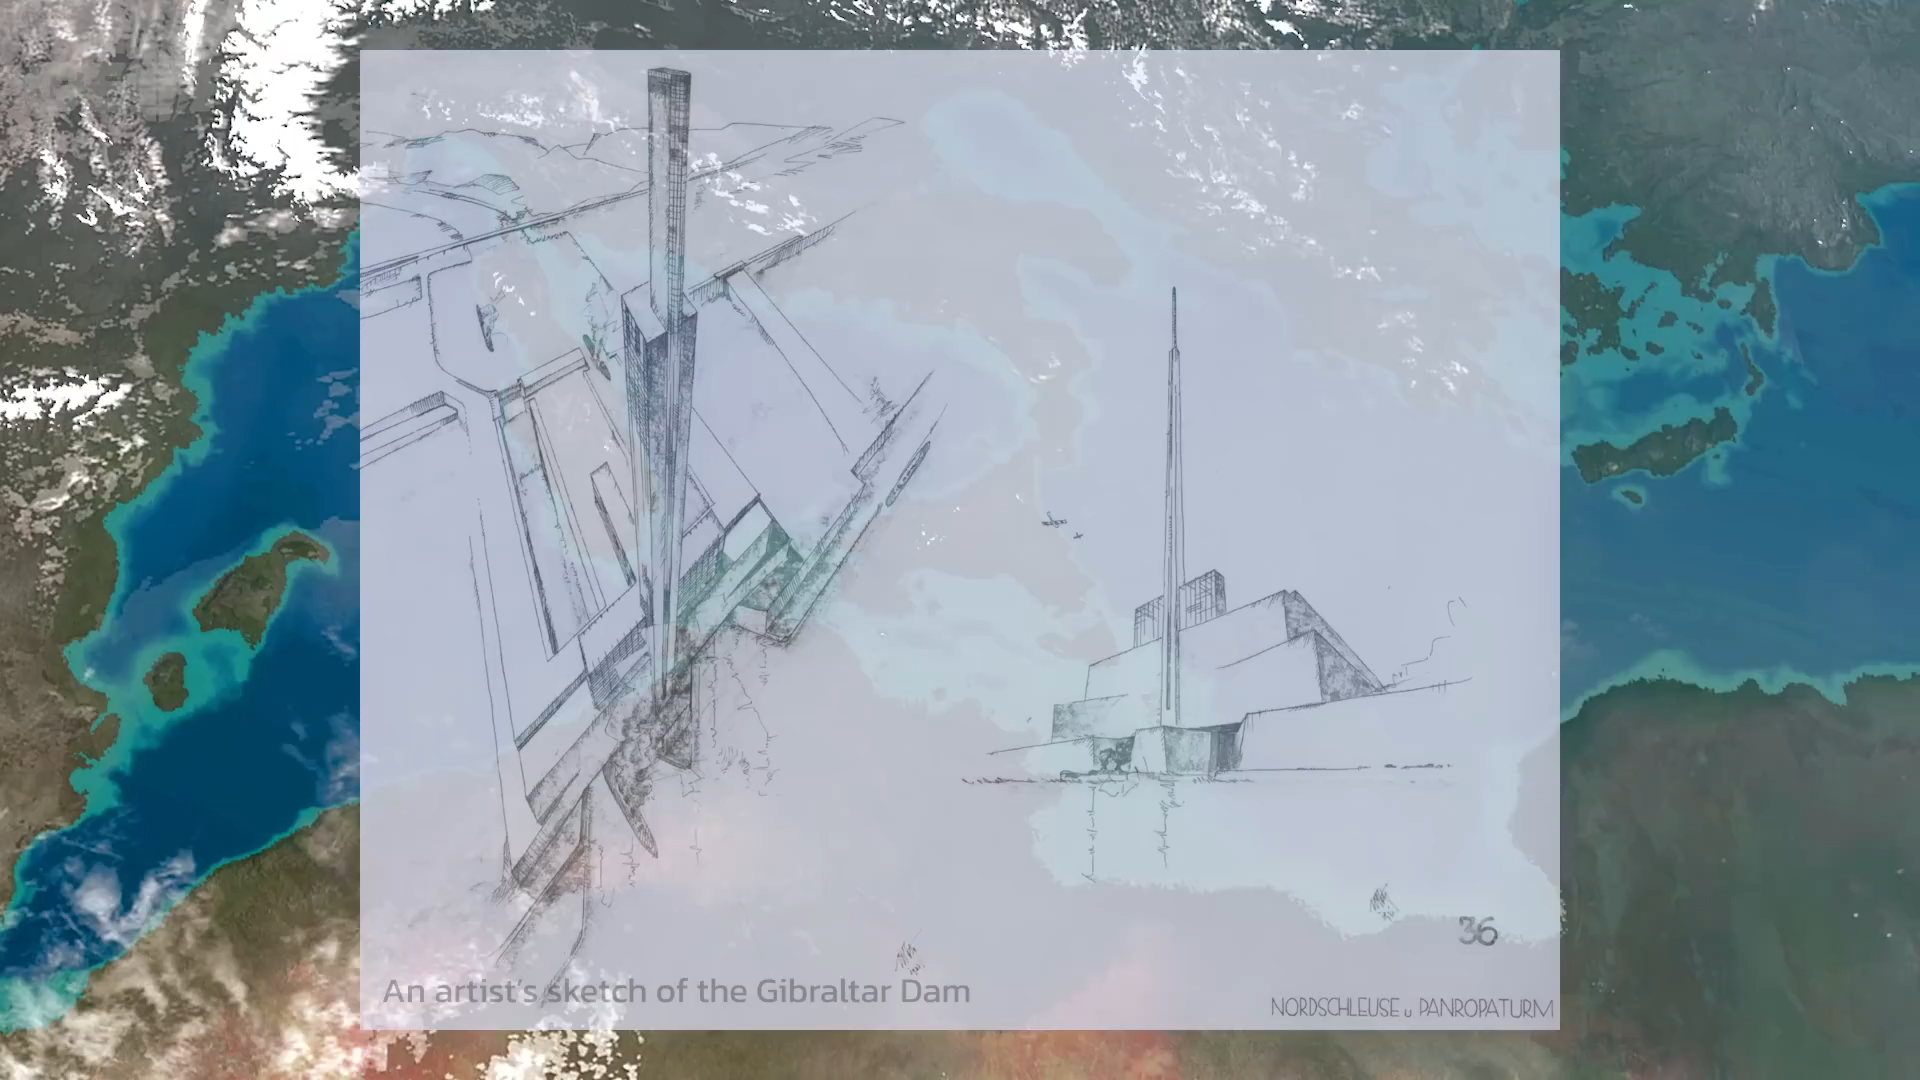 36
An artist's sketch of the Gibraltar Dam
NORDSCHLEUSE u PANROPATURM